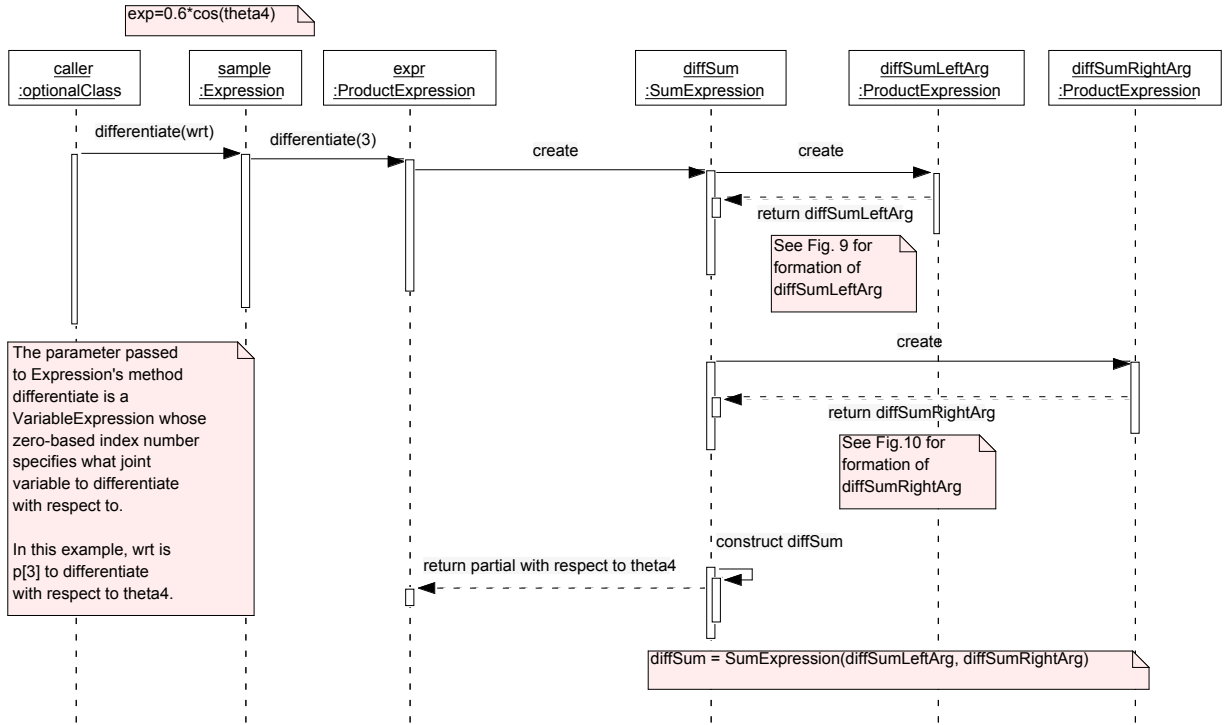 exp=0.6*cos(theta4)
caller
:optionalClass
sample
:Expression
expr
:ProductExpression
diffSum
:SumExpression
diffSumLeftArg
:ProductExpression
diffSumRightArg
:ProductExpression
differentiate(wrt)
differentiate(3)
create
create
return diffSumLeftArg
See Fig. 9 for
formation of
diffSumLeftArg
create
The parameter passed
to Expression's method
differentiate is a
VariableExpression whose
zero-based index number
specifies what joint
variable to differentiate
with respect to.
In this example, wrt is
p[3] to differentiate
with respect to theta4.
return diffSumRightArg
See Fig.10 for
formation of
diffSumRightArg
construct diffSum
return partial with respect to theta4
diffSum = SumExpression(diffSumLeftArg, diffSumRightArg)